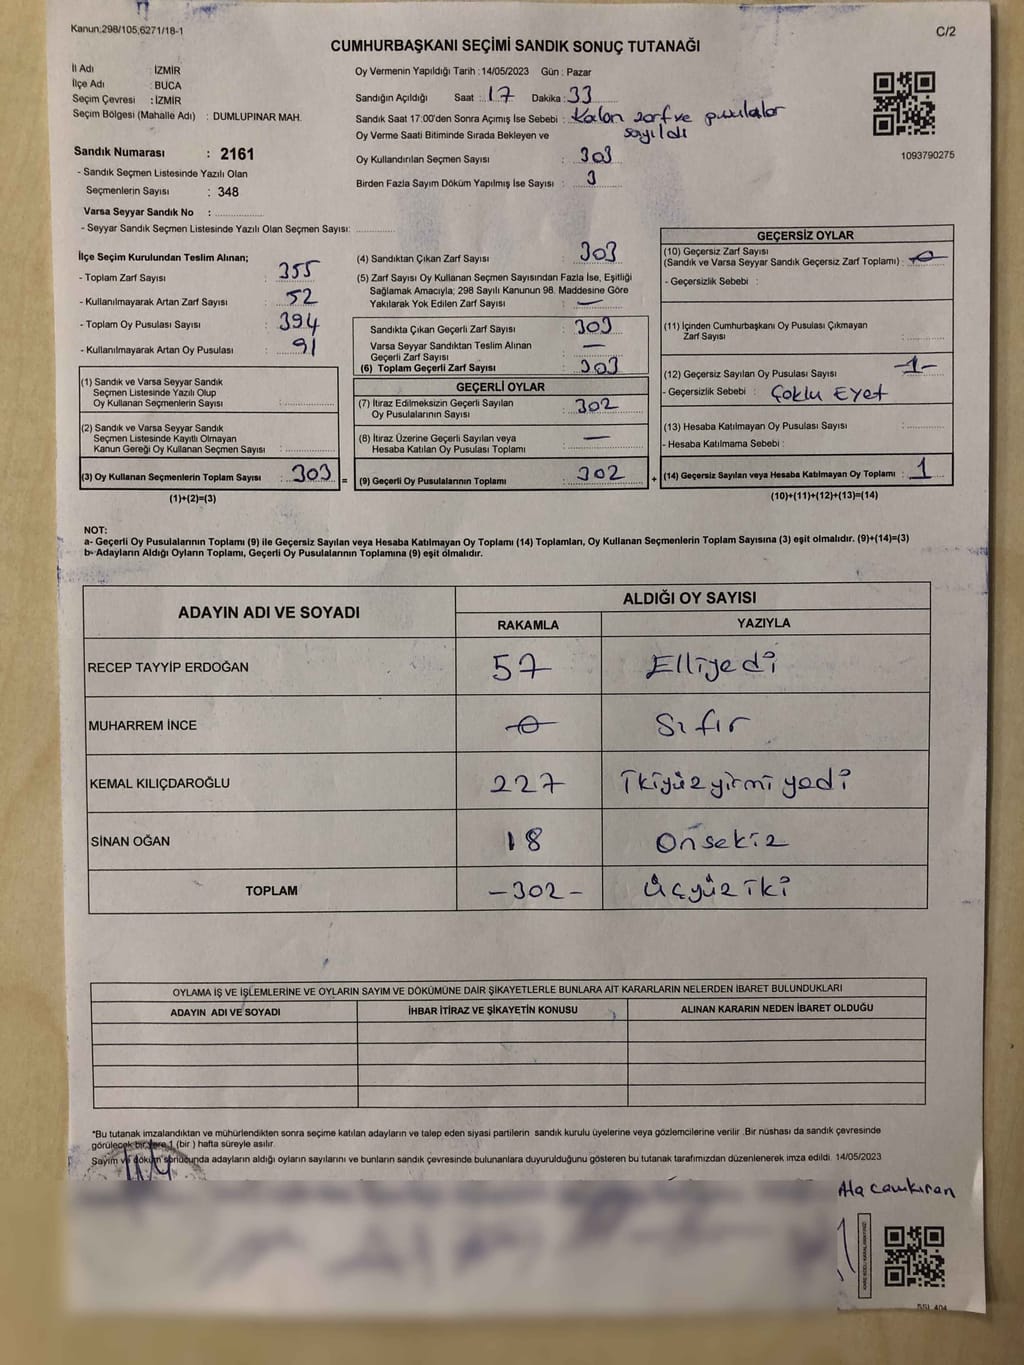 Kanun:298/105,6271/18-1
C/2
CUMHURBAŞKANI SEÇİMİ SANDIK SONUÇ TUTANAĞI
İl Adı : İZMİR
İlçe Adı : BUCA
Seçim Çevresi : İZMİR
Seçim Bölgesi (Mahalle Adı) : DUMLUPINAR MAH.
Sandık Numarası : 2161
- Sandık Seçmen Listesinde Yazılı Olan
Seçmenlerin Sayısı : 348
Varsa Seyyar Sandık No :
- Seyyar Sandık Seçmen Listesinde Yazılı Olan Seçmen Sayısı:
Oy Vermenin Yapıldığı Tarih : 14/05/2023 Gün : Pazar
Sandığın Açıldığı Saat : 17 Dakika : 33
Sandık Saat 17:00'den Sonra Açımış İse Sebebi : Kalan zarf ve pusulalar
sayıldı
Oy Verme Saati Bitiminde Sırada Bekleyen ve
Oy Kullandırılan Seçmen Sayısı : 303
Birden Fazla Sayım Döküm Yapılmış İse Sayısı : 3
1093790275
İlçe Seçim Kurulundan Teslim Alınan;
- Toplam Zarf Sayısı : 355
- Kullanılmayarak Artan Zarf Sayısı : 52
- Toplam Oy Pusulası Sayısı : 394
- Kullanılmayarak Artan Oy Pusulası : 91
(1) Sandık ve Varsa Seyyar Sandık
Seçmen Listesinde Yazılı Olup
Oy Kullanan Seçmenlerin Sayısı :
(2) Sandık ve Varsa Seyyar Sandık
Seçmen Listesinde Kayıtlı Olmayan
Kanun Gereği Oy Kullanan Seçmen Sayısı :
(3) Oy Kullanan Seçmenlerin Toplam Sayısı : 303 =
(1)+(2)=(3)
(4) Sandıktan Çıkan Zarf Sayısı : 303
(5) Zarf Sayısı Oy Kullanan Seçmen Sayısından Fazla İse, Eşitliği
Sağlamak Amacıyla; 298 Sayılı Kanunun 98. Maddesine Göre
Yakılarak Yok Edilen Zarf Sayısı : —
Sandıkta Çıkan Geçerli Zarf Sayısı : 303
Varsa Seyyar Sandıktan Teslim Alınan
Geçerli Zarf Sayısı : —
(6) Toplam Geçerli Zarf Sayısı : 303
GEÇERLİ OYLAR
(7) İtiraz Edilmeksizin Geçerli Sayılan
Oy Pusulalarının Sayısı : 302
(8) İtiraz Üzerine Geçerli Sayılan veya
Hesaba Katılan Oy Pusulası Toplamı : —
(9) Geçerli Oy Pusulalarının Toplamı : 302 +
GEÇERSİZ OYLAR
(10) Geçersiz Zarf Sayısı
(Sandık ve Varsa Seyyar Sandık Geçersiz Zarf Toplamı) : 0
- Geçersizlik Sebebi :
(11) İçinden Cumhurbaşkanı Oy Pusulası Çıkmayan
Zarf Sayısı :
(12) Geçersiz Sayılan Oy Pusulası Sayısı : -1-
- Geçersizlik Sebebi : Çoklu Evet
(13) Hesaba Katılmayan Oy Pusulası Sayısı :
- Hesaba Katılmama Sebebi :
(14) Geçersiz Sayılan veya Hesaba Katılmayan Oy Toplamı : 1
(10)+(11)+(12)+(13)=(14)
NOT:
a- Geçerli Oy Pusulalarının Toplamı (9) ile Geçersiz Sayılan veya Hesaba Katılmayan Oy Toplamı (14) Toplamları, Oy Kullanan Seçmenlerin Toplam Sayısına (3) eşit olmalıdır. (9)+(14)=(3)
b- Adayların Aldığı Oyların Toplamı, Geçerli Oy Pusulalarının Toplamına (9) eşit olmalıdır.
ADAYIN ADI VE SOYADI
ALDIĞI OY SAYISI
RAKAMLA YAZIYLA
RECEP TAYYİP ERDOĞAN 57 Elliyedi
MUHARREM İNCE 0 Sıfır
KEMAL KILIÇDAROĞLU 227 İkiyüzyirmiyedi
SİNAN OĞAN 18 Onsekiz
TOPLAM -302- Üçyüziki
OYLAMA İŞ VE İŞLEMLERİNE VE OYLARIN SAYIM VE DÖKÜMÜNE DAİR ŞİKAYETLERLE BUNLARA AİT KARARLARIN NELERDEN İBARET BULUNDUKLARI
ADAYIN ADI VE SOYADI İHBAR İTİRAZ VE ŞİKAYETİN KONUSU ALINAN KARARIN NEDEN İBARET OLDUĞU
*Bu tutanak imzalandıktan ve mühürlendikten sonra seçime katılan adayların ve talep eden siyasi partilerin sandık kurulu üyelerine veya gözlemcilerine verilir .Bir nüshası da sandık çevresinde
görülecek bir yere 1 (bir ) hafta süreyle asılır.
Sayım ve döküm sonucunda adayların aldığı oyların sayılarını ve bunların sandık çevresinde bulunanlara duyurulduğunu gösteren bu tutanak tarafımızdan düzenlenerek imza edildi. 14/05/2023